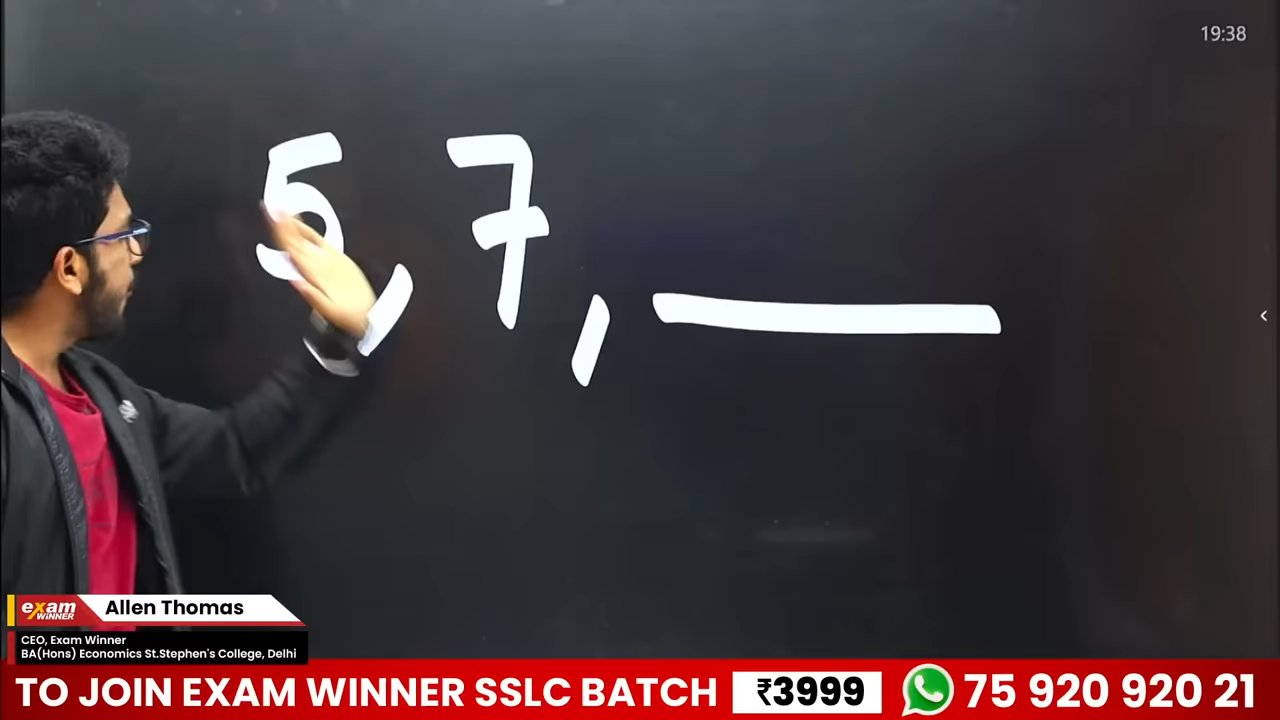 19:38
5, 7, ______
exam WINNER
Allen Thomas
CEO, Exam Winner
BA(Hons) Economics St.Stephen's College, Delhi
TO JOIN EXAM WINNER SSLC BATCH ₹3999 75 920 920 21